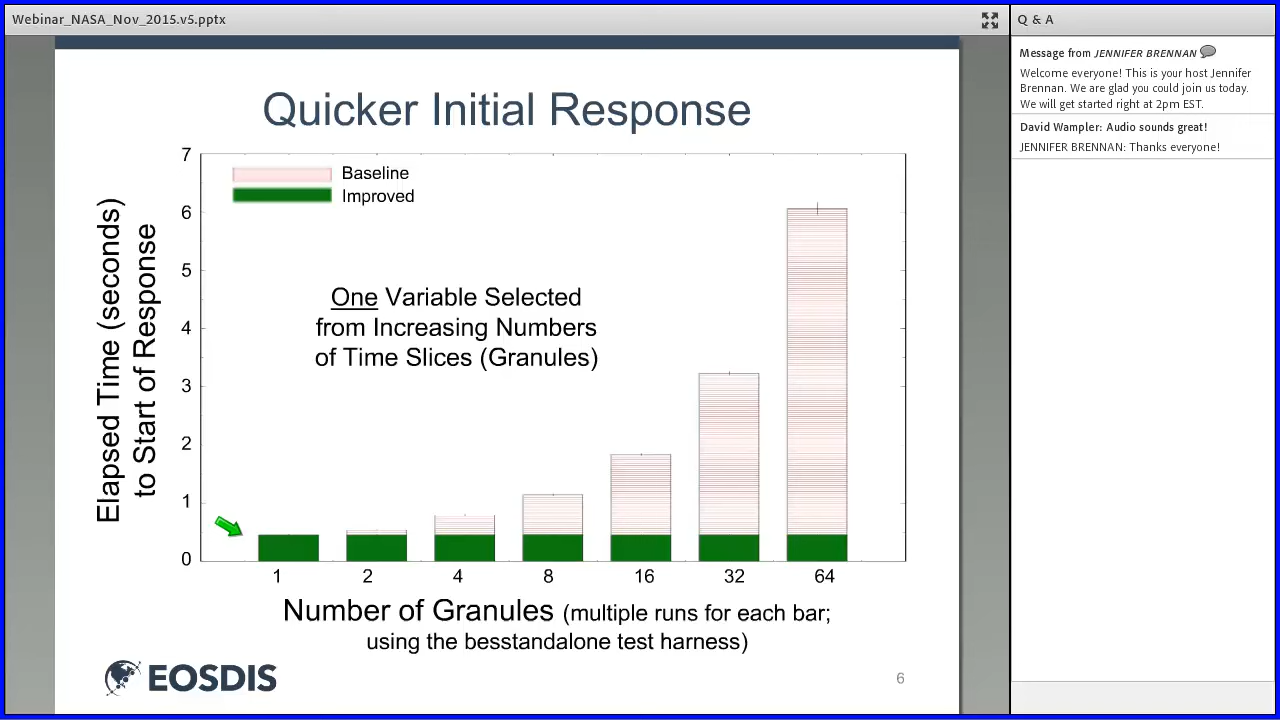 Webinar_NASA_Nov_2015.v5.pptx
Quicker Initial Response
Baseline
Improved
One Variable Selected
from Increasing Numbers
of Time Slices (Granules)
Elapsed Time (seconds)
to Start of Response
7
6
5
4
3
2
1
0
1 2 4 8 16 32 64
Number of Granules (multiple runs for each bar;
using the besstandalone test harness)
EOSDIS
6
Q & A
Message from JENNIFER BRENNAN
Welcome everyone! This is your host Jennifer
Brennan. We are glad you could join us today.
We will get started right at 2pm EST.
David Wampler: Audio sounds great!
JENNIFER BRENNAN: Thanks everyone!